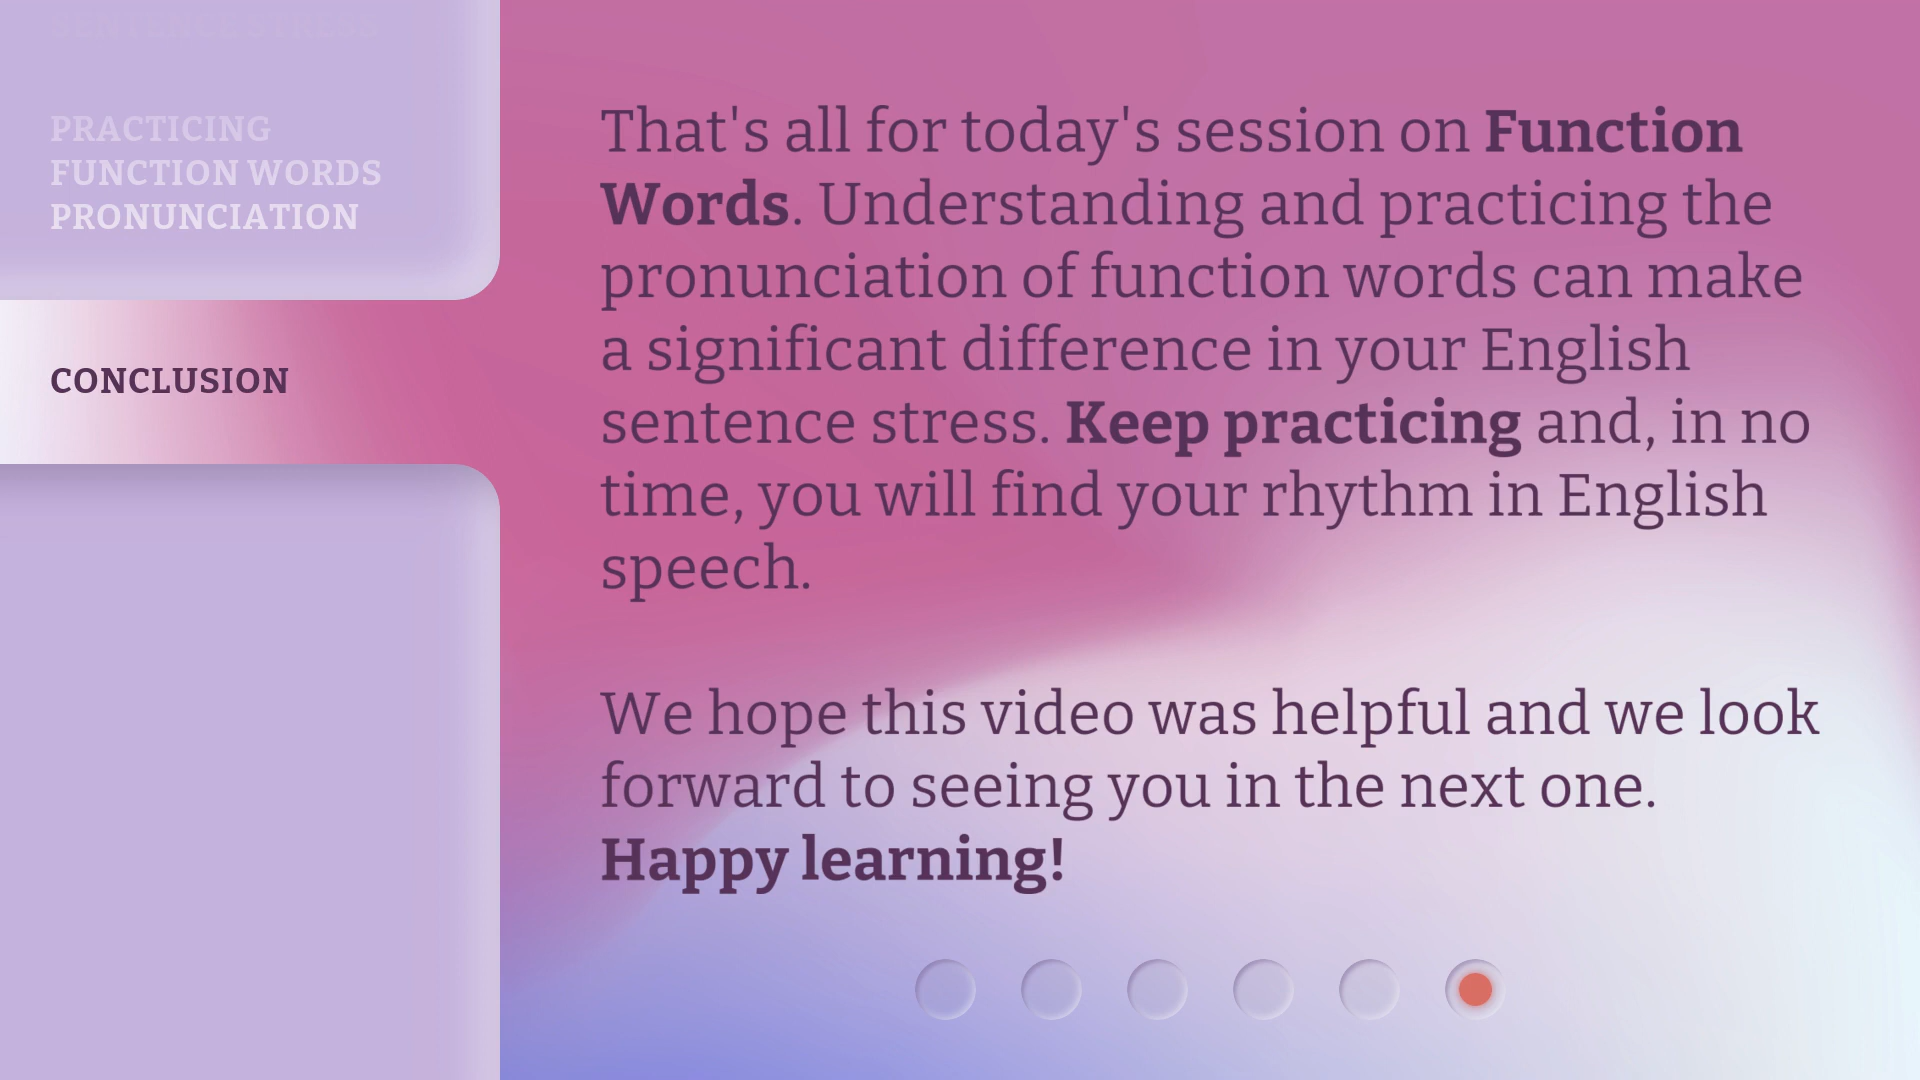 SENTENCE STRESS
PRACTICING
FUNCTION WORDS
PRONUNCIATION
CONCLUSION
That's all for today's session on Function
Words. Understanding and practicing the
pronunciation of function words can make
a significant difference in your English
sentence stress. Keep practicing and, in no
time, you will find your rhythm in English
speech.
We hope this video was helpful and we look
forward to seeing you in the next one.
Happy learning!